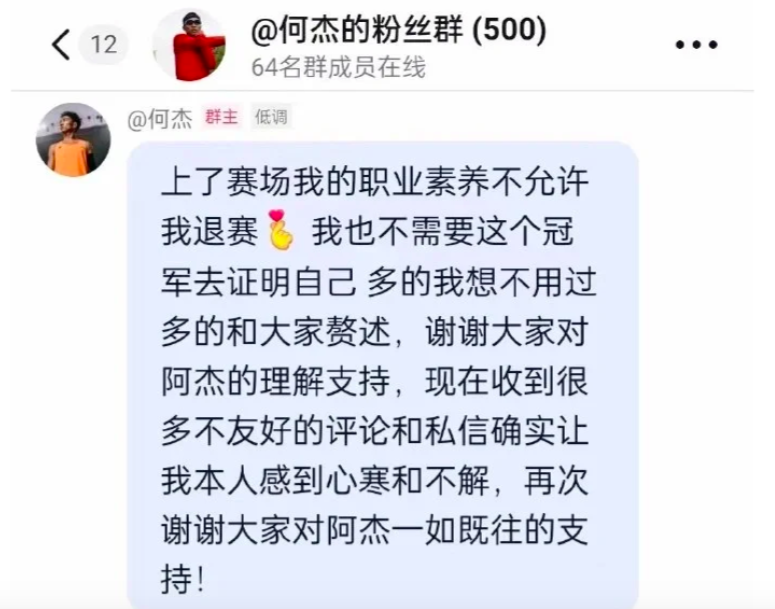 12
@何杰的粉丝群 (500)
64名群成员在线
@何杰 群主 低调
上了赛场我的职业素养不允许
我退赛 我也不需要这个冠
军去证明自己 多的我想不用过
多的和大家赘述，谢谢大家对
阿杰的理解支持，现在收到很
多不友好的评论和私信确实让
我本人感到心寒和不解，再次
谢谢大家对阿杰一如既往的支
持！